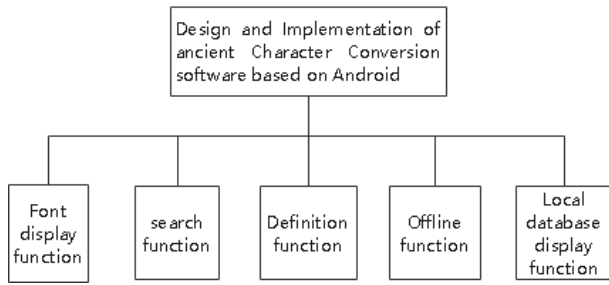 Design and Implementation of
ancient Character Conversion
software based on Android
Font
display
function
search
function
Definition
function
Offline
function
Local
database
display
function